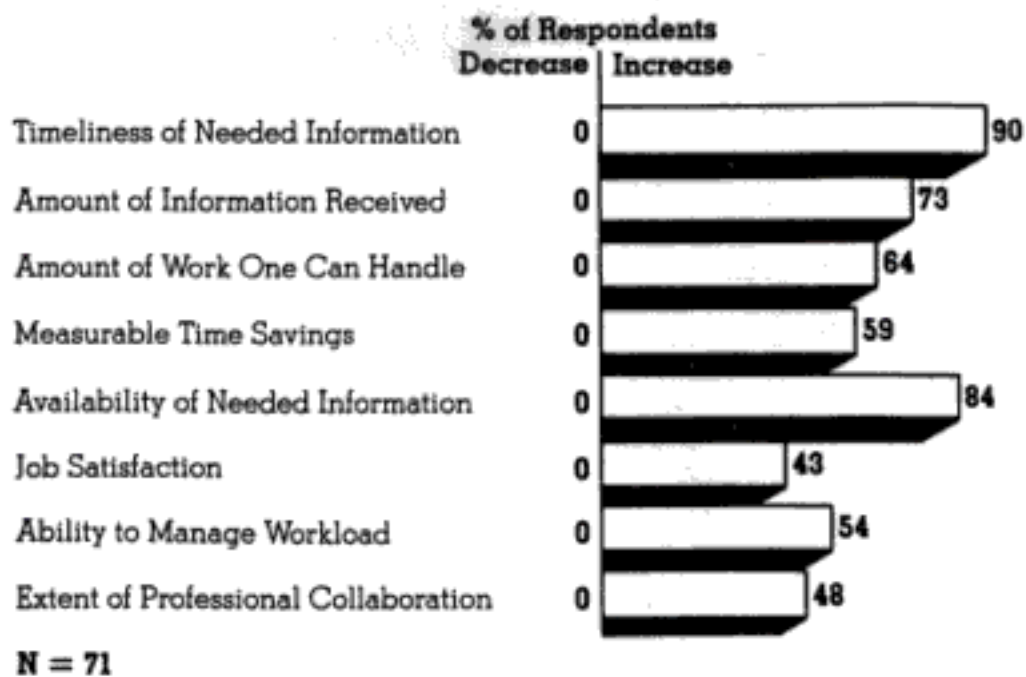 % of Respondents
Decrease Increase
Timeliness of Needed Information 0 90
Amount of Information Received 0 73
Amount of Work One Can Handle 0 64
Measurable Time Savings 0 59
Availability of Needed Information 0 84
Job Satisfaction 0 43
Ability to Manage Workload 0 54
Extent of Professional Collaboration 0 48
N = 71